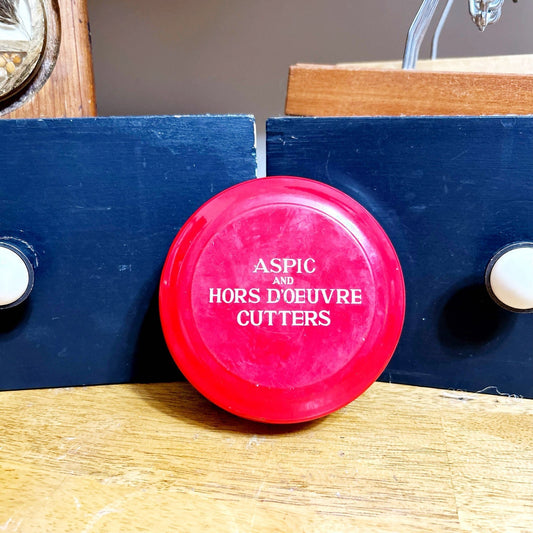 ASPIC
AND
HORS D'OEUVRE
CUTTERS